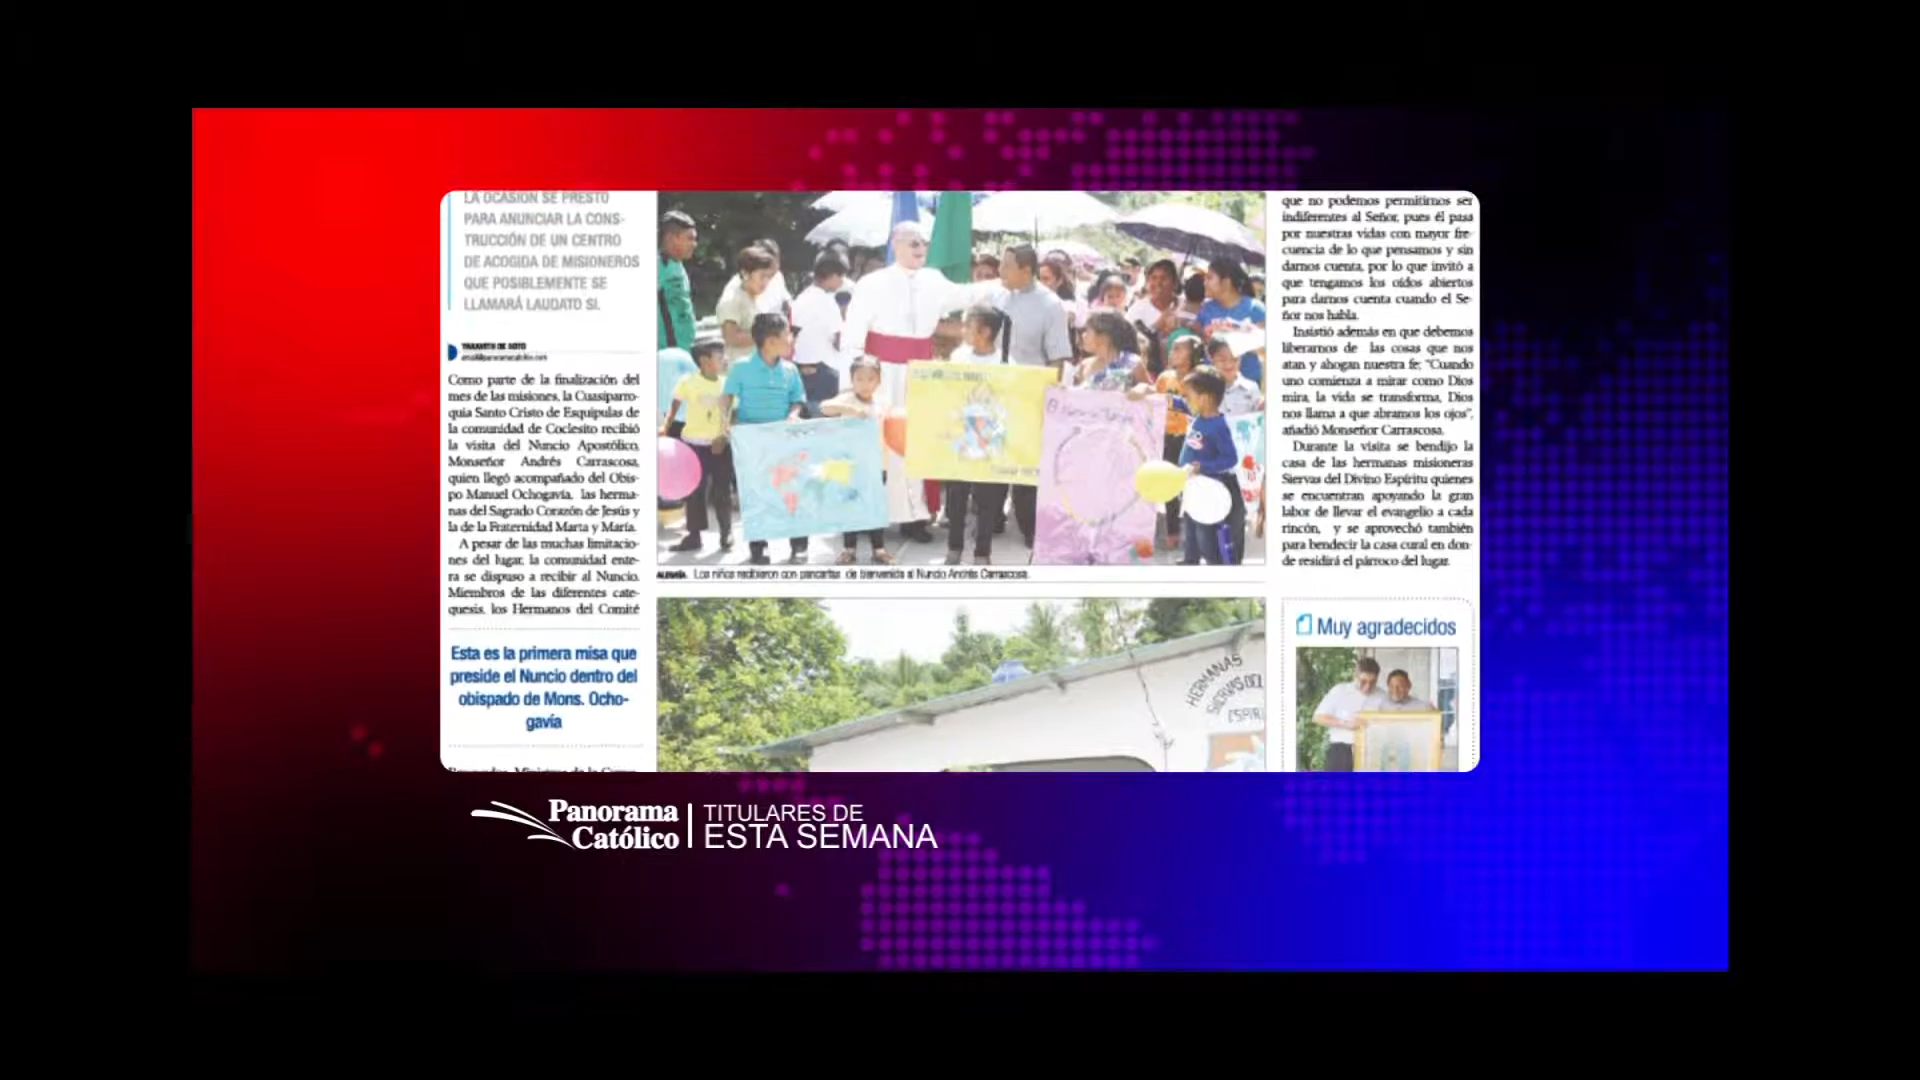 LA OCASIÓN SE PRESTÓ
PARA ANUNCIAR LA CONS-
TRUCCIÓN DE UN CENTRO
DE ACOGIDA DE MISIONEROS
QUE POSIBLEMENTE SE
LLAMARÁ LAUDATO SI.
Como parte de la finalización del
mes de las misiones, la Cuasiparro-
quia Santo Cristo de Esquipulas de
la comunidad de Coclesito recibió
la visita del Nuncio Apostólico,
Monseñor Andrés Carrascosa,
quien llegó acompañado del Obis-
po Manuel Ochogavía, las herma-
nas del Sagrado Corazón de Jesús y
la de la Fraternidad Marta y María.
A pesar de las muchas limitacio-
nes del lugar, la comunidad ente-
ra se dispuso a recibir al Nuncio.
Miembros de las diferentes cate-
quesis, los Hermanos del Comité
Esta es la primera misa que
preside el Nuncio dentro del
obispado de Mons. Ocho-
gavía
ALEGRÍA. Los niños recibieron con pancartas de bienvenida al Nuncio Andrés Carrascosa.
HERMANAS
SIERVAS DEL
ESPIRI
que no podemos permitirnos ser
indiferentes al Señor, pues él pasa
por nuestras vidas con mayor fre-
cuencia de lo que pensamos y sin
darnos cuenta, por lo que invitó a
que tengamos los oídos abiertos
para darnos cuenta cuando el Se-
ñor nos habla.
Insistió además en que debemos
liberarnos de las cosas que nos
atan y ahogan nuestra fe; "Cuando
uno comienza a mirar como Dios
mira, la vida se transforma, Dios
nos llama a que abramos los ojos",
añadió Monseñor Carrascosa.
Durante la visita se bendijo la
casa de las hermanas misioneras
Siervas del Divino Espíritu quienes
se encuentran apoyando la gran
labor de llevar el evangelio a cada
rincón, y se aprovechó también
para bendecir la casa cural en don-
de residirá el párroco del lugar.
Muy agradecidos
Panorama
Católico
TITULARES DE
ESTA SEMANA